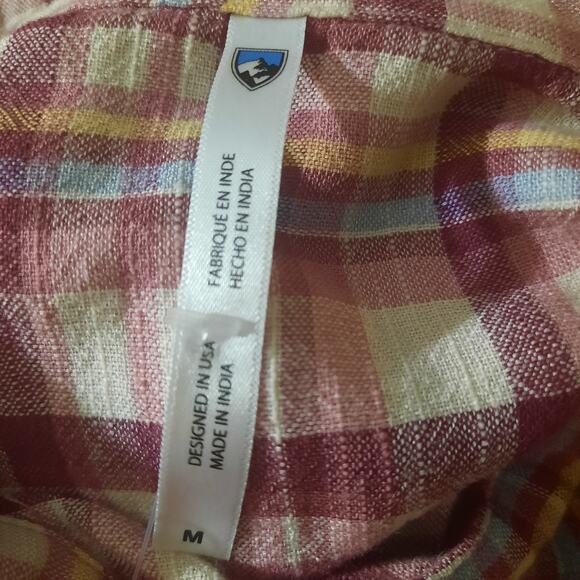 FABRIQUÉ EN INDE
HECHO EN INDIA
DESIGNED IN USA
MADE IN INDIA
M